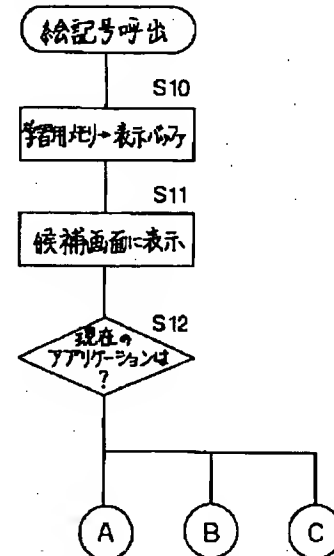 絵記号呼出
S10
学習用メモリ→表示バッファ
S11
候補画面に表示
S12
現在の
アプリケーションは
?
A B C